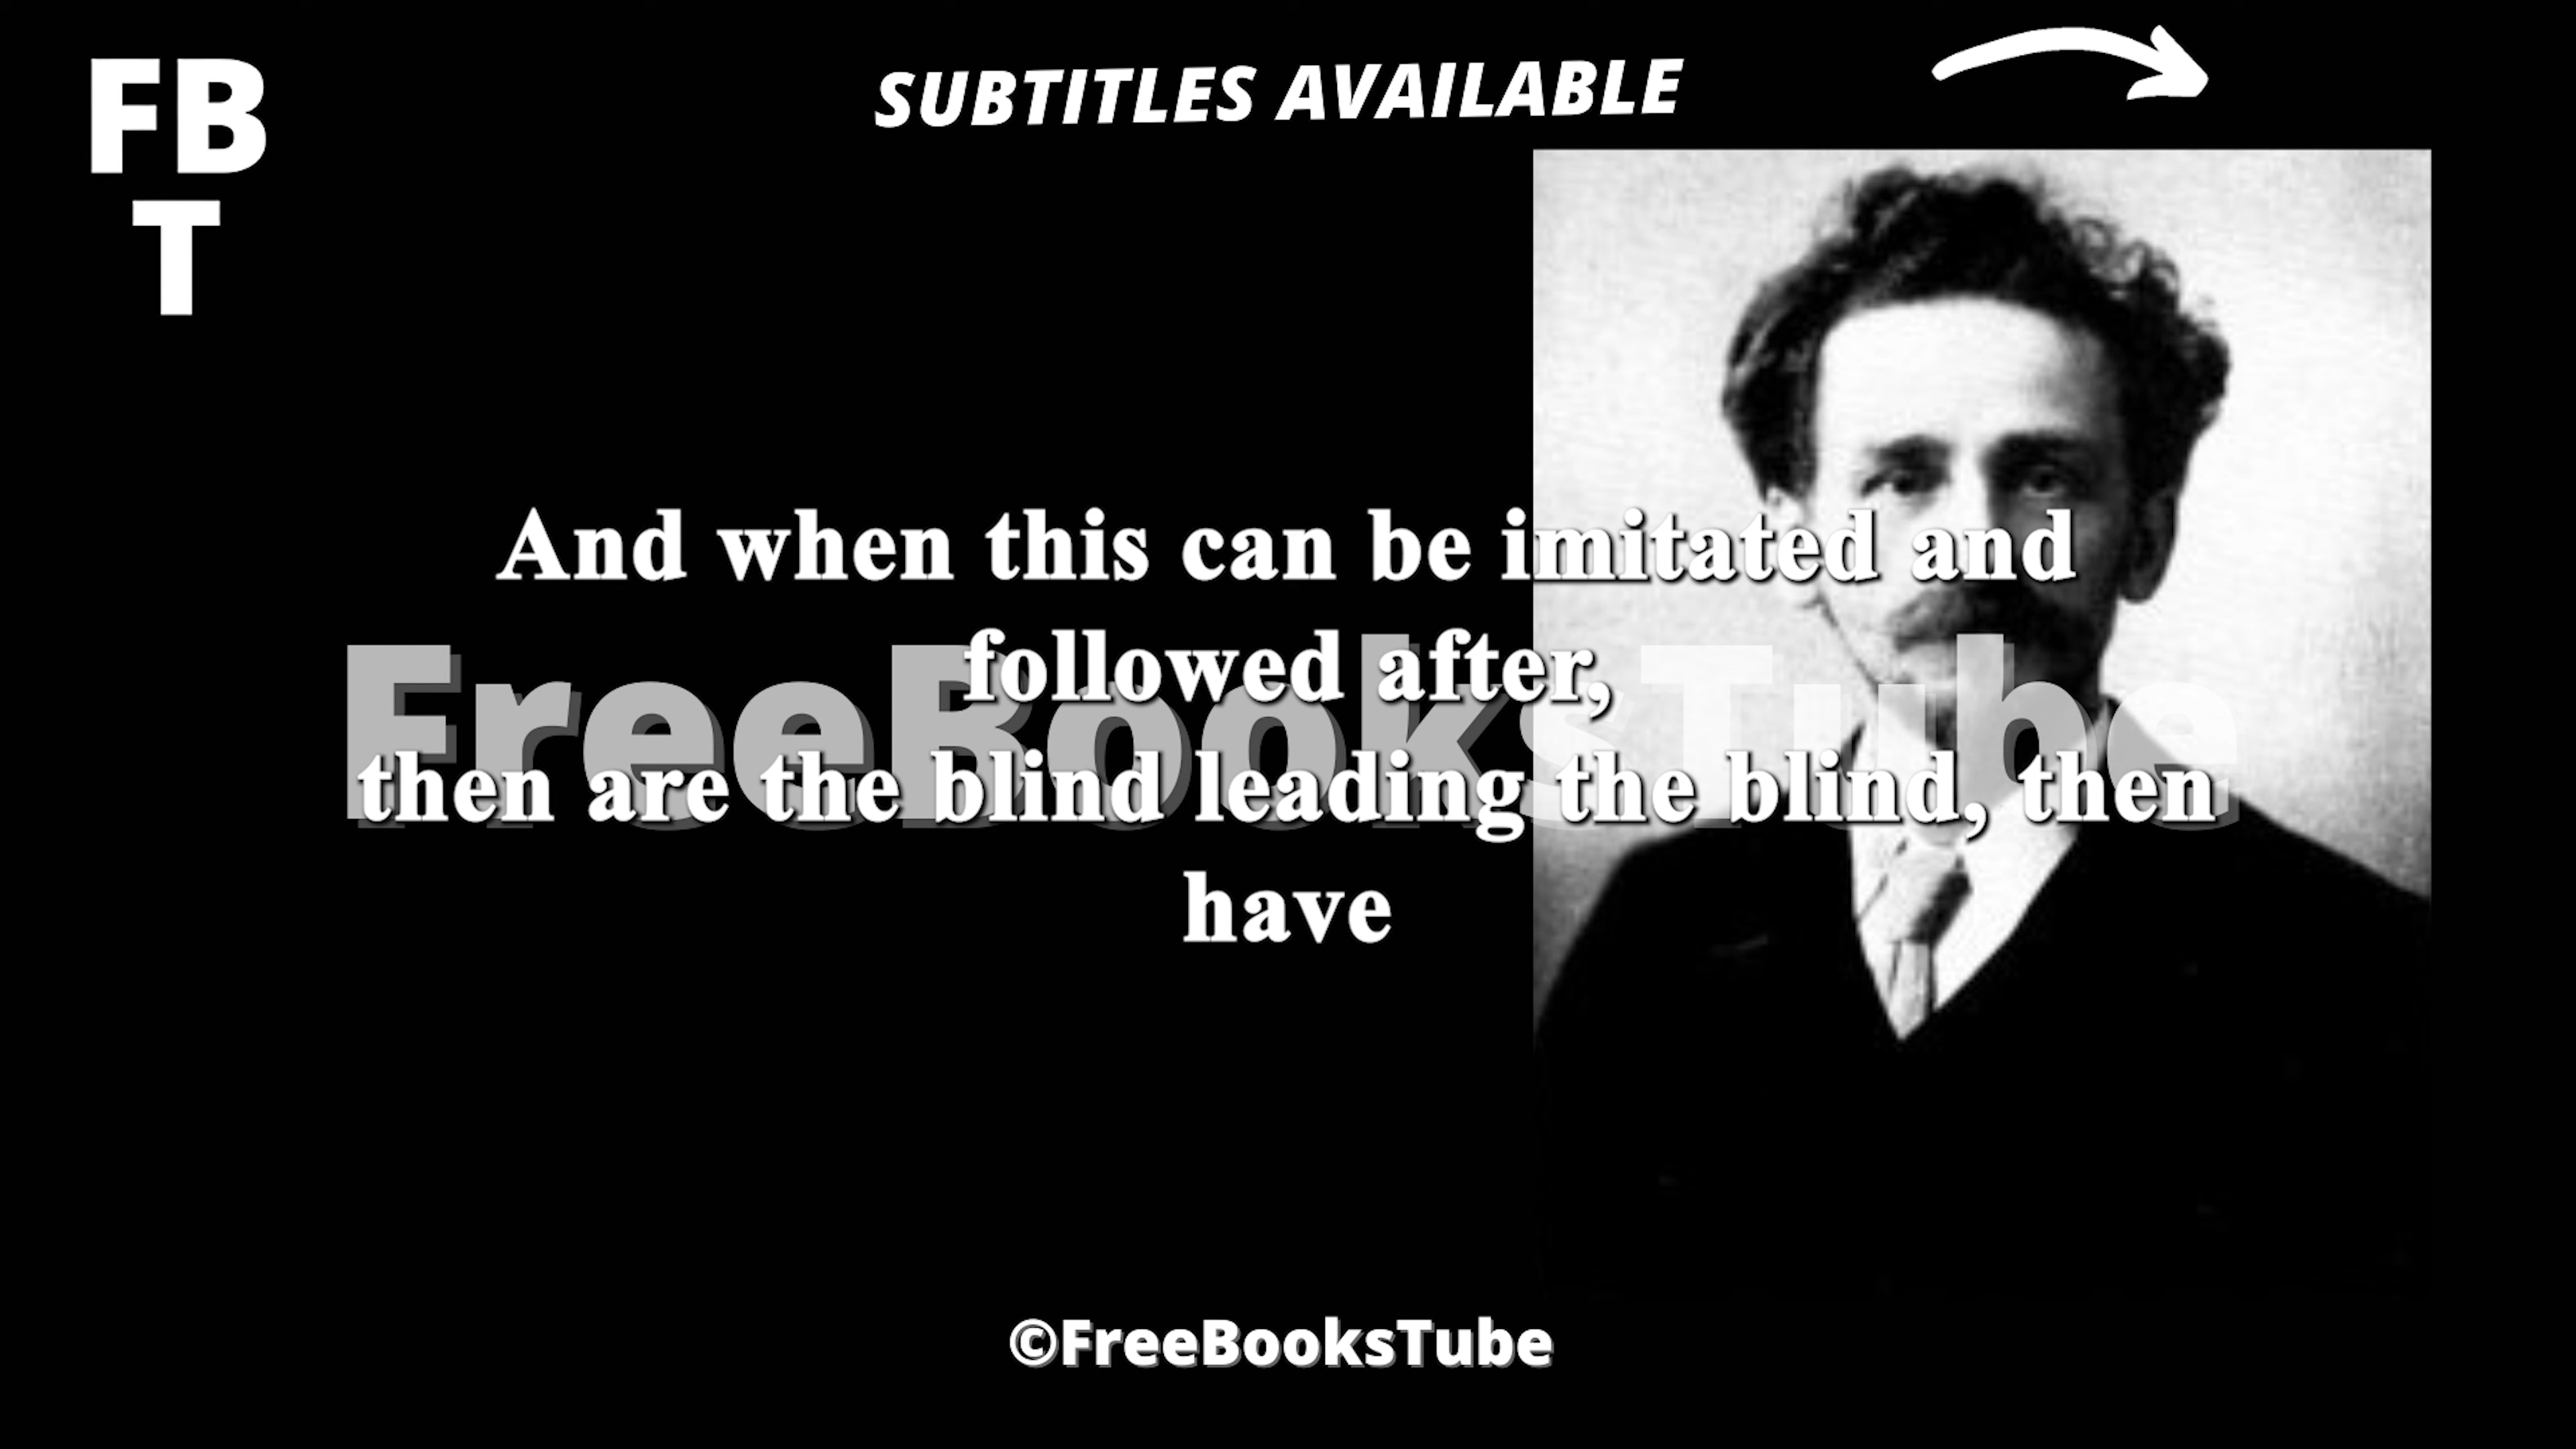 FB
T
SUBTITLES AVAILABLE
And when this can be imitated and
followed after,
FreeBooksTube
then are the blind leading the blind, then
have
©FreeBooksTube